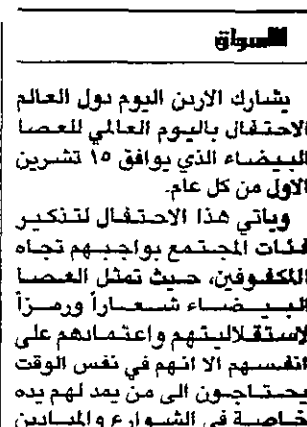 السواق
يشارك الاردن اليوم دول العالم
الاحتفال باليوم العالمي للعصا
البيضاء الذي يوافق ١٥ تشرين
الاول من كل عام.
وياتي هذا الاحتفال لتذكير
فئات المجتمع بواجبهم تجاه
المكفوفين، حيث تمثل العصا
البيضاء شعاراً ورمزاً
لاستقلاليتهم واعتمادهم على
انفسهم الا انهم في نفس الوقت
يحتاجون الى من يمد لهم يده
خاصة في الشوارع والميادين